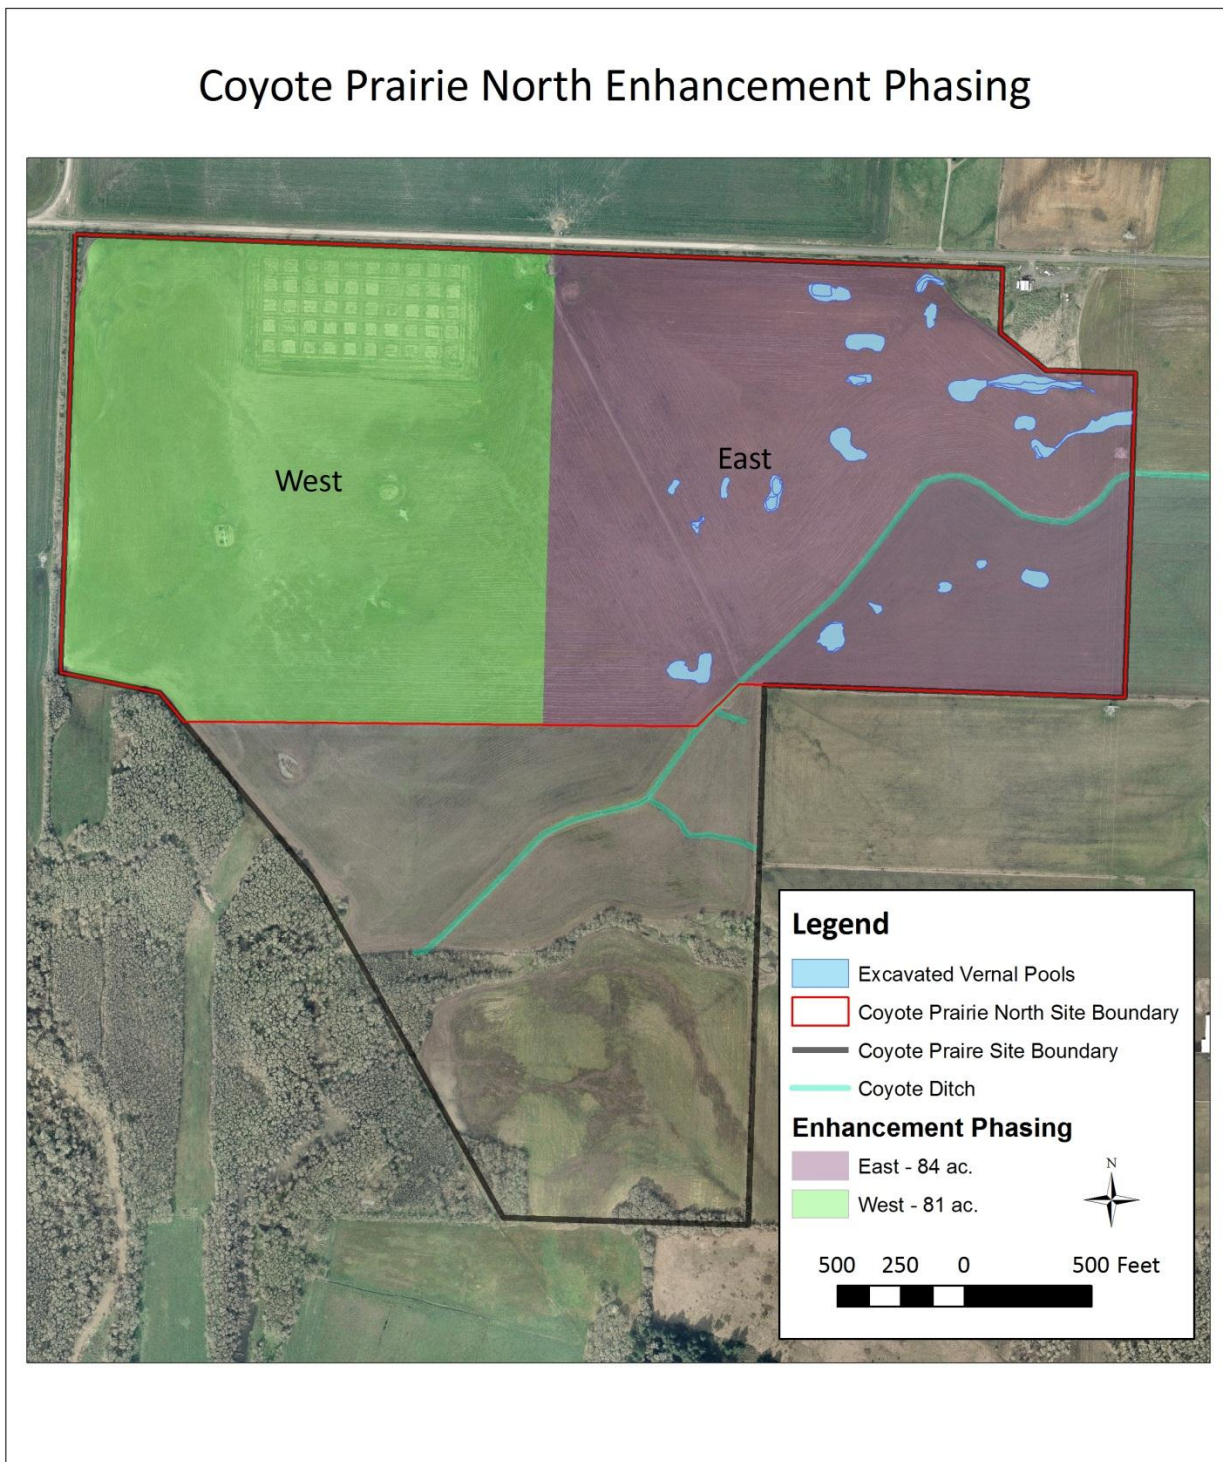 Coyote Prairie North Enhancement Phasing
West
East
Legend
Excavated Vernal Pools
Coyote Prairie North Site Boundary
Coyote Praire Site Boundary
Coyote Ditch
Enhancement Phasing
East - 84 ac.
West - 81 ac.
N
500 250 0 500 Feet